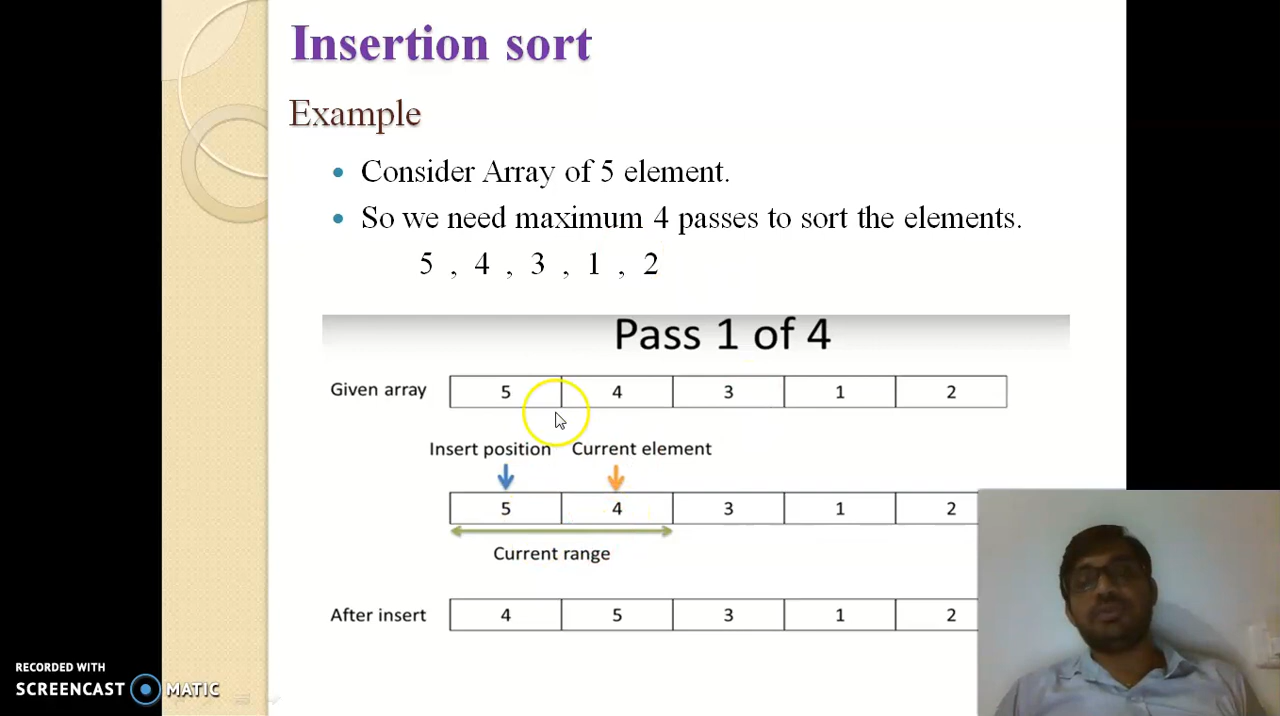 Insertion sort
Example
Consider Array of 5 element.
So we need maximum 4 passes to sort the elements.
5 , 4 , 3 , 1 , 2
Pass 1 of 4
Given array 5 4 3 1 2
Insert position Current element
5 4 3 1 2
Current range
After insert 4 5 3 1 2
RECORDED WITH
SCREENCAST MATIC